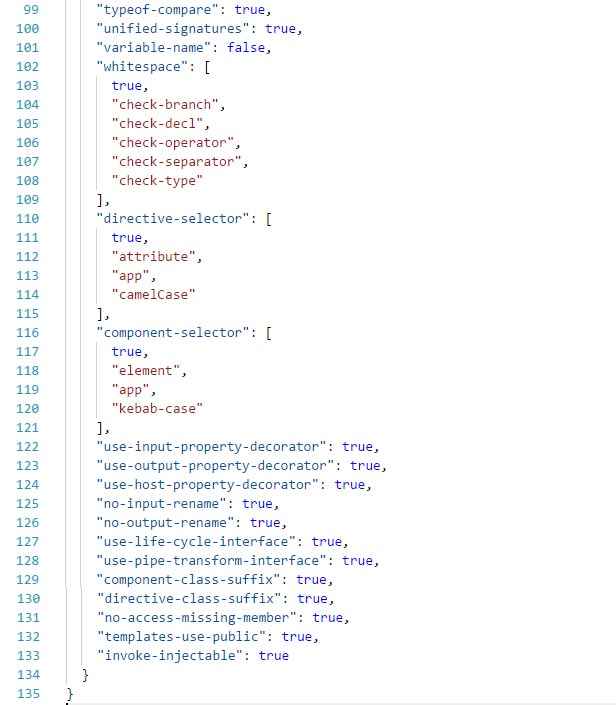 99 "typeof-compare": true,
100 "unified-signatures": true,
101 "variable-name": false,
102 "whitespace": [
103 true,
104 "check-branch",
105 "check-decl",
106 "check-operator",
107 "check-separator",
108 "check-type"
109 ],
110 "directive-selector": [
111 true,
112 "attribute",
113 "app",
114 "camelCase"
115 ],
116 "component-selector": [
117 true,
118 "element",
119 "app",
120 "kebab-case"
121 ],
122 "use-input-property-decorator": true,
123 "use-output-property-decorator": true,
124 "use-host-property-decorator": true,
125 "no-input-rename": true,
126 "no-output-rename": true,
127 "use-life-cycle-interface": true,
128 "use-pipe-transform-interface": true,
129 "component-class-suffix": true,
130 "directive-class-suffix": true,
131 "no-access-missing-member": true,
132 "templates-use-public": true,
133 "invoke-injectable": true
134 }
135 }